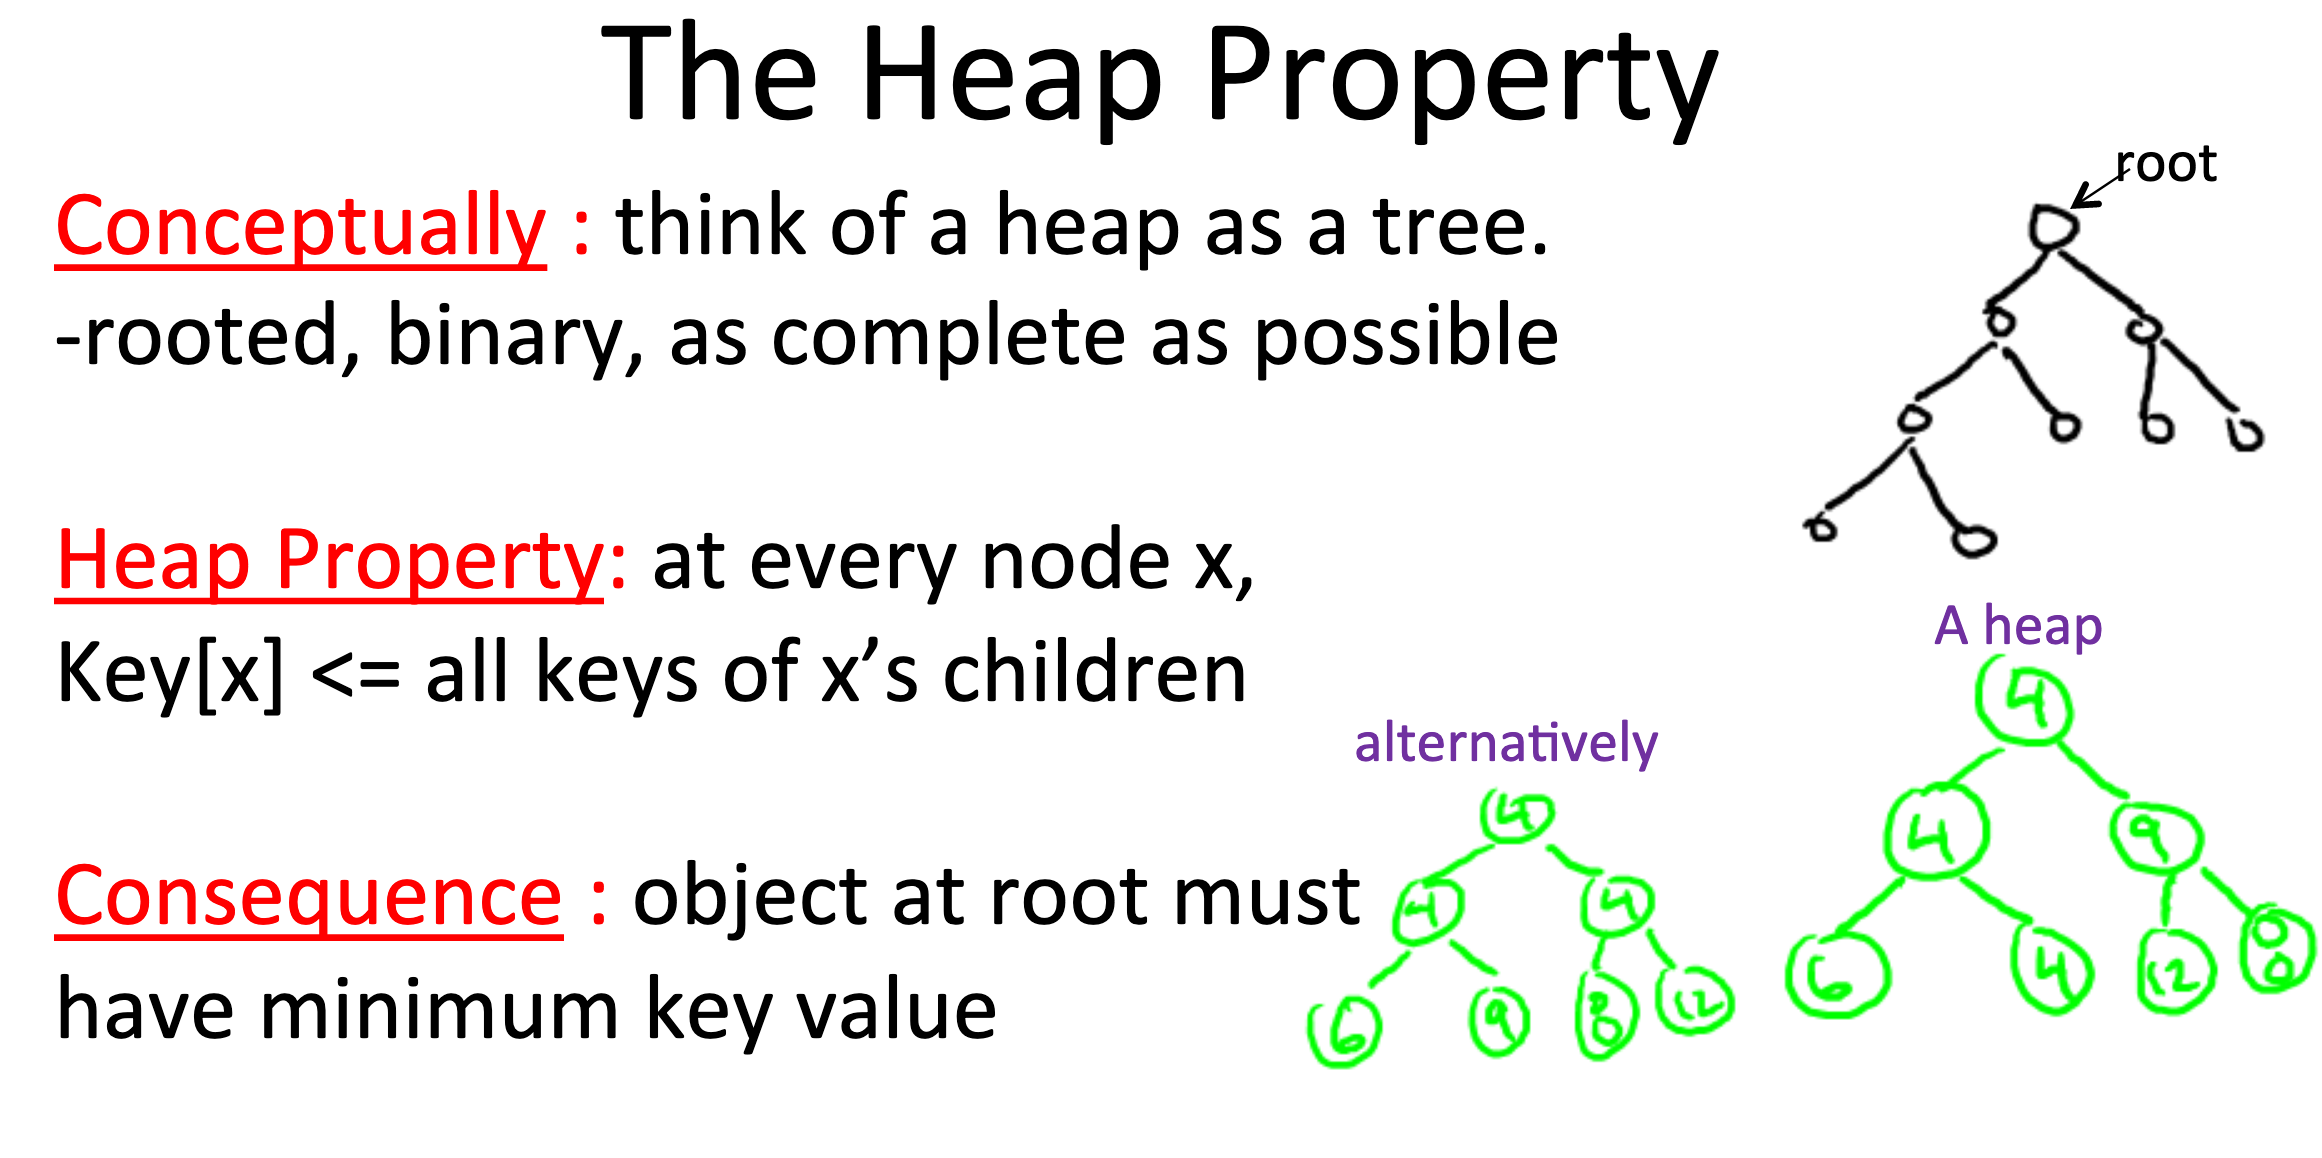 The Heap Property
root
Conceptually : think of a heap as a tree.
-rooted, binary, as complete as possible
Heap Property: at every node x,
Key[x] <= all keys of x’s children
Consequence : object at root must
have minimum key value
alternatively
4
4 4
6 9 8 12
A heap
4
4 9
6 4 12 8